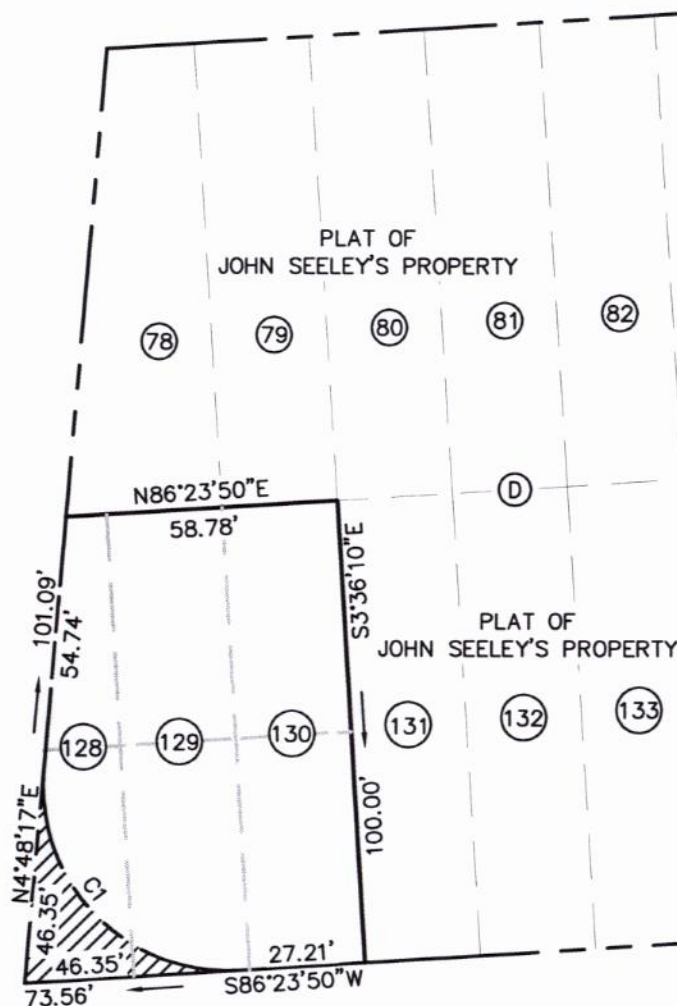 PLAT OF
JOHN SEELEY'S PROPERTY
78
79
80
81
82
N86°23'50"E
58.78'
D
101.09'
54.74'
S3°36'10"E
PLAT OF
JOHN SEELEY'S PROPERTY
128
129
130
131
132
133
N4°48'17"E
46.35'
C1
100.00'
46.35'
27.21'
73.56'
S86°23'50"W